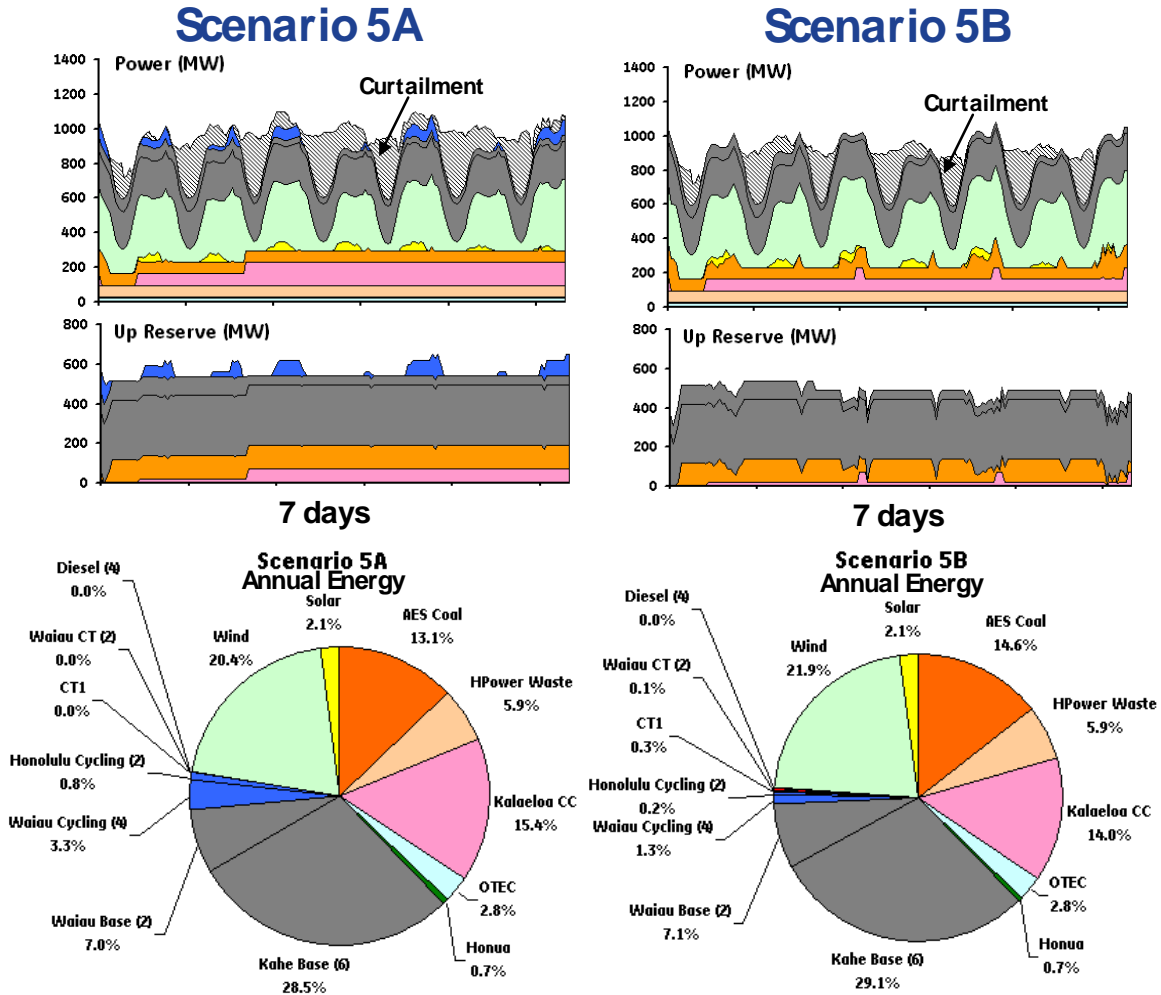 Scenario 5A
Power (MW)
1400
1200
1000
800
600
400
200
0
Curtailment
Up Reserve (MW)
800
600
400
200
0
7 days
Scenario 5A
Annual Energy
Diesel (4)
0.0%
Waiau CT (2)
0.0%
CT1
0.0%
Honolulu Cycling (2)
0.8%
Waiau Cycling (4)
3.3%
Waiau Base (2)
7.0%
Kahe Base (6)
28.5%
Wind
20.4%
Solar
2.1%
AES Coal
13.1%
HPower Waste
5.9%
Kalaeloa CC
15.4%
OTEC
2.8%
Honua
0.7%
Scenario 5B
Power (MW)
1400
1200
1000
800
600
400
200
0
Curtailment
Up Reserve (MW)
800
600
400
200
0
7 days
Scenario 5B
Annual Energy
Diesel (4)
0.0%
Waiau CT (2)
0.1%
CT1
0.3%
Honolulu Cycling (2)
0.2%
Waiau Cycling (4)
1.3%
Waiau Base (2)
7.1%
Kahe Base (6)
29.1%
Wind
21.9%
Solar
2.1%
AES Coal
14.6%
HPower Waste
5.9%
Kalaeloa CC
14.0%
OTEC
2.8%
Honua
0.7%